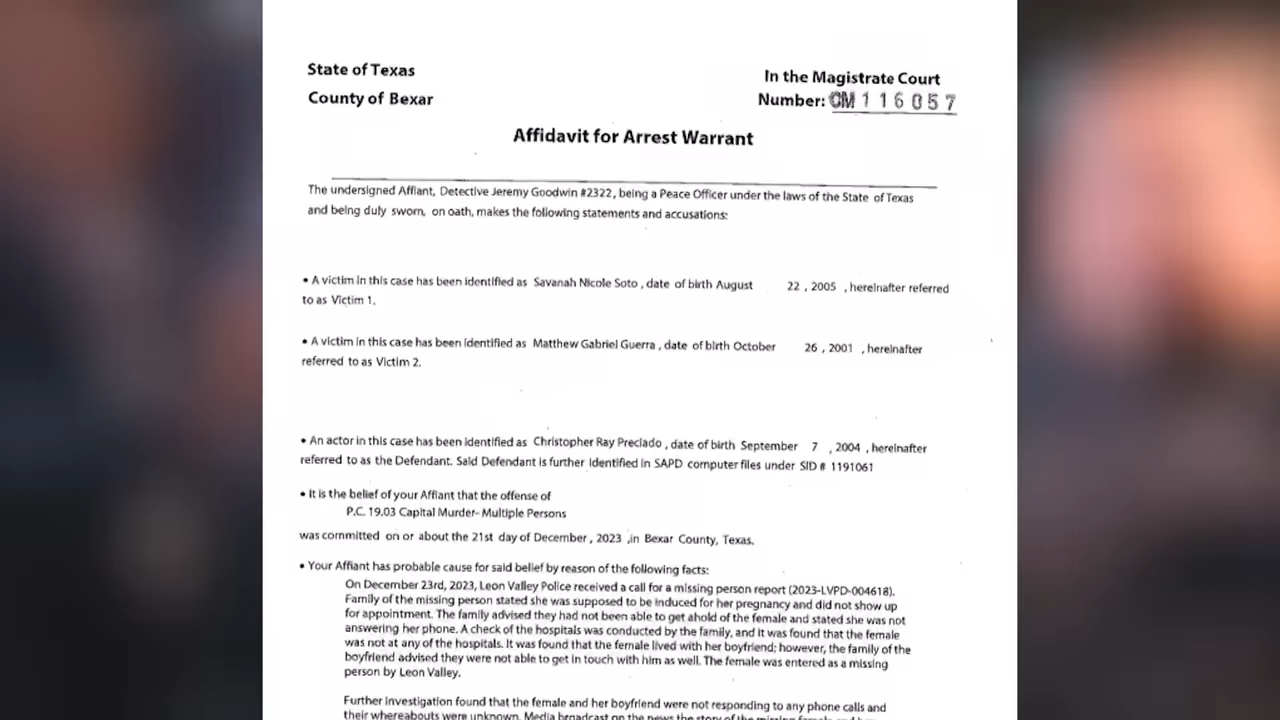 State of Texas
County of Bexar
In the Magistrate Court
Number: CM 1 1 6 0 5 7
Affidavit for Arrest Warrant
The undersigned Affiant, Detective Jeremy Goodwin #2322, being a Peace Officer under the laws of the State of Texas
and being duly sworn, on oath, makes the following statements and accusations:
• A victim in this case has been identified as Savanah Nicole Soto , date of birth August 22 , 2005 , hereinafter referred
to as Victim 1.
• A victim in this case has been identified as Matthew Gabriel Guerra , date of birth October 26 , 2001 , hereinafter
referred to as Victim 2.
• An actor in this case has been identified as Christopher Ray Preciado , date of birth September 7 , 2004 , hereinafter
referred to as the Defendant. Said Defendant is further identified in SAPD computer files under SID # 1191061
• It is the belief of your Affiant that the offense of
P.C. 19.03 Capital Murder- Multiple Persons
was committed on or about the 21st day of December , 2023 ,in Bexar County, Texas.
• Your Affiant has probable cause for said belief by reason of the following facts:
On December 23rd, 2023, Leon Valley Police received a call for a missing person report (2023-LVPD-004618).
Family of the missing person stated she was supposed to be induced for her pregnancy and did not show up
for appointment. The family advised they had not been able to get ahold of the female and stated she was not
answering her phone. A check of the hospitals was conducted by the family, and it was found that the female
was not at any of the hospitals. It was found that the female lived with her boyfriend; however, the family of the
boyfriend advised they were not able to get in touch with him as well. The female was entered as a missing
person by Leon Valley.
Further investigation found that the female and her boyfriend were not responding to any phone calls and
their whereabouts were unknown. Media broadcast on the news the story of the missing female and her